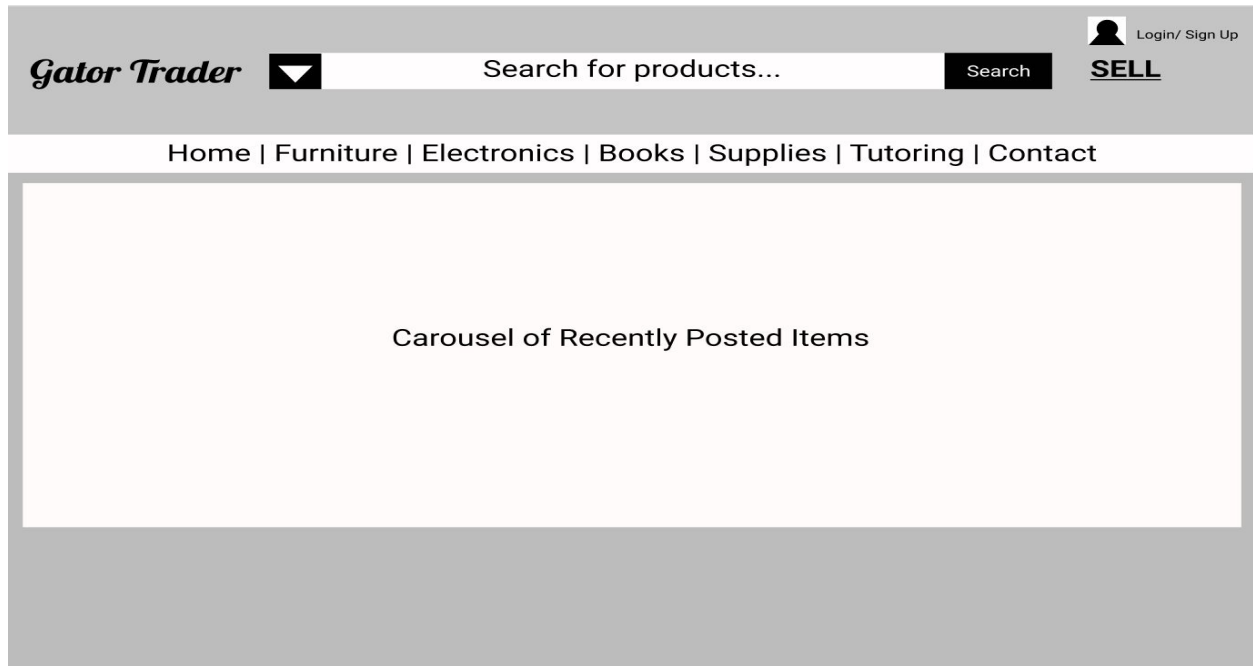 Login/ Sign Up
Gator Trader
Search for products...
Search
SELL
Home | Furniture | Electronics | Books | Supplies | Tutoring | Contact
Carousel of Recently Posted Items